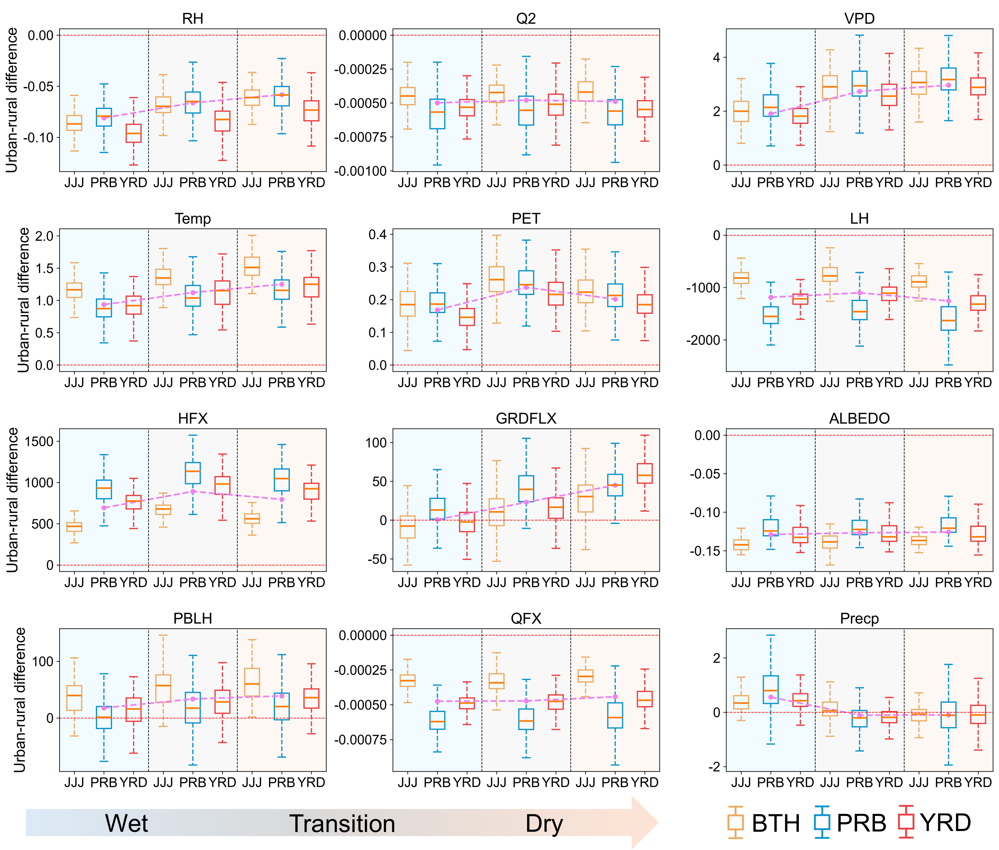 RH
Q2
VPD
Urban-rural difference
0.00
-0.05
-0.10
0.00000
-0.00025
-0.00050
-0.00075
-0.00100
4
2
0
JJJ PRB YRD JJJ PRB YRD JJJ PRB YRD
JJJ PRB YRD JJJ PRB YRD JJJ PRB YRD
JJJ PRB YRD JJJ PRB YRD JJJ PRB YRD
Temp
PET
LH
Urban-rural difference
2.0
1.5
1.0
0.5
0.0
0.4
0.3
0.2
0.1
0.0
0
-1000
-2000
JJJ PRB YRD JJJ PRB YRD JJJ PRB YRD
JJJ PRB YRD JJJ PRB YRD JJJ PRB YRD
JJJ PRB YRD JJJ PRB YRD JJJ PRB YRD
HFX
GRDFLX
ALBEDO
Urban-rural difference
1500
1000
500
0
100
50
0
-50
0.00
-0.05
-0.10
-0.15
JJJ PRB YRD JJJ PRB YRD JJJ PRB YRD
JJJ PRB YRD JJJ PRB YRD JJJ PRB YRD
JJJ PRB YRD JJJ PRB YRD JJJ PRB YRD
PBLH
QFX
Precp
Urban-rural difference
100
0
0.00000
-0.00025
-0.00050
-0.00075
2
0
-2
JJJ PRB YRD JJJ PRB YRD JJJ PRB YRD
JJJ PRB YRD JJJ PRB YRD JJJ PRB YRD
JJJ PRB YRD JJJ PRB YRD JJJ PRB YRD
Wet Transition Dry
BTH PRB YRD